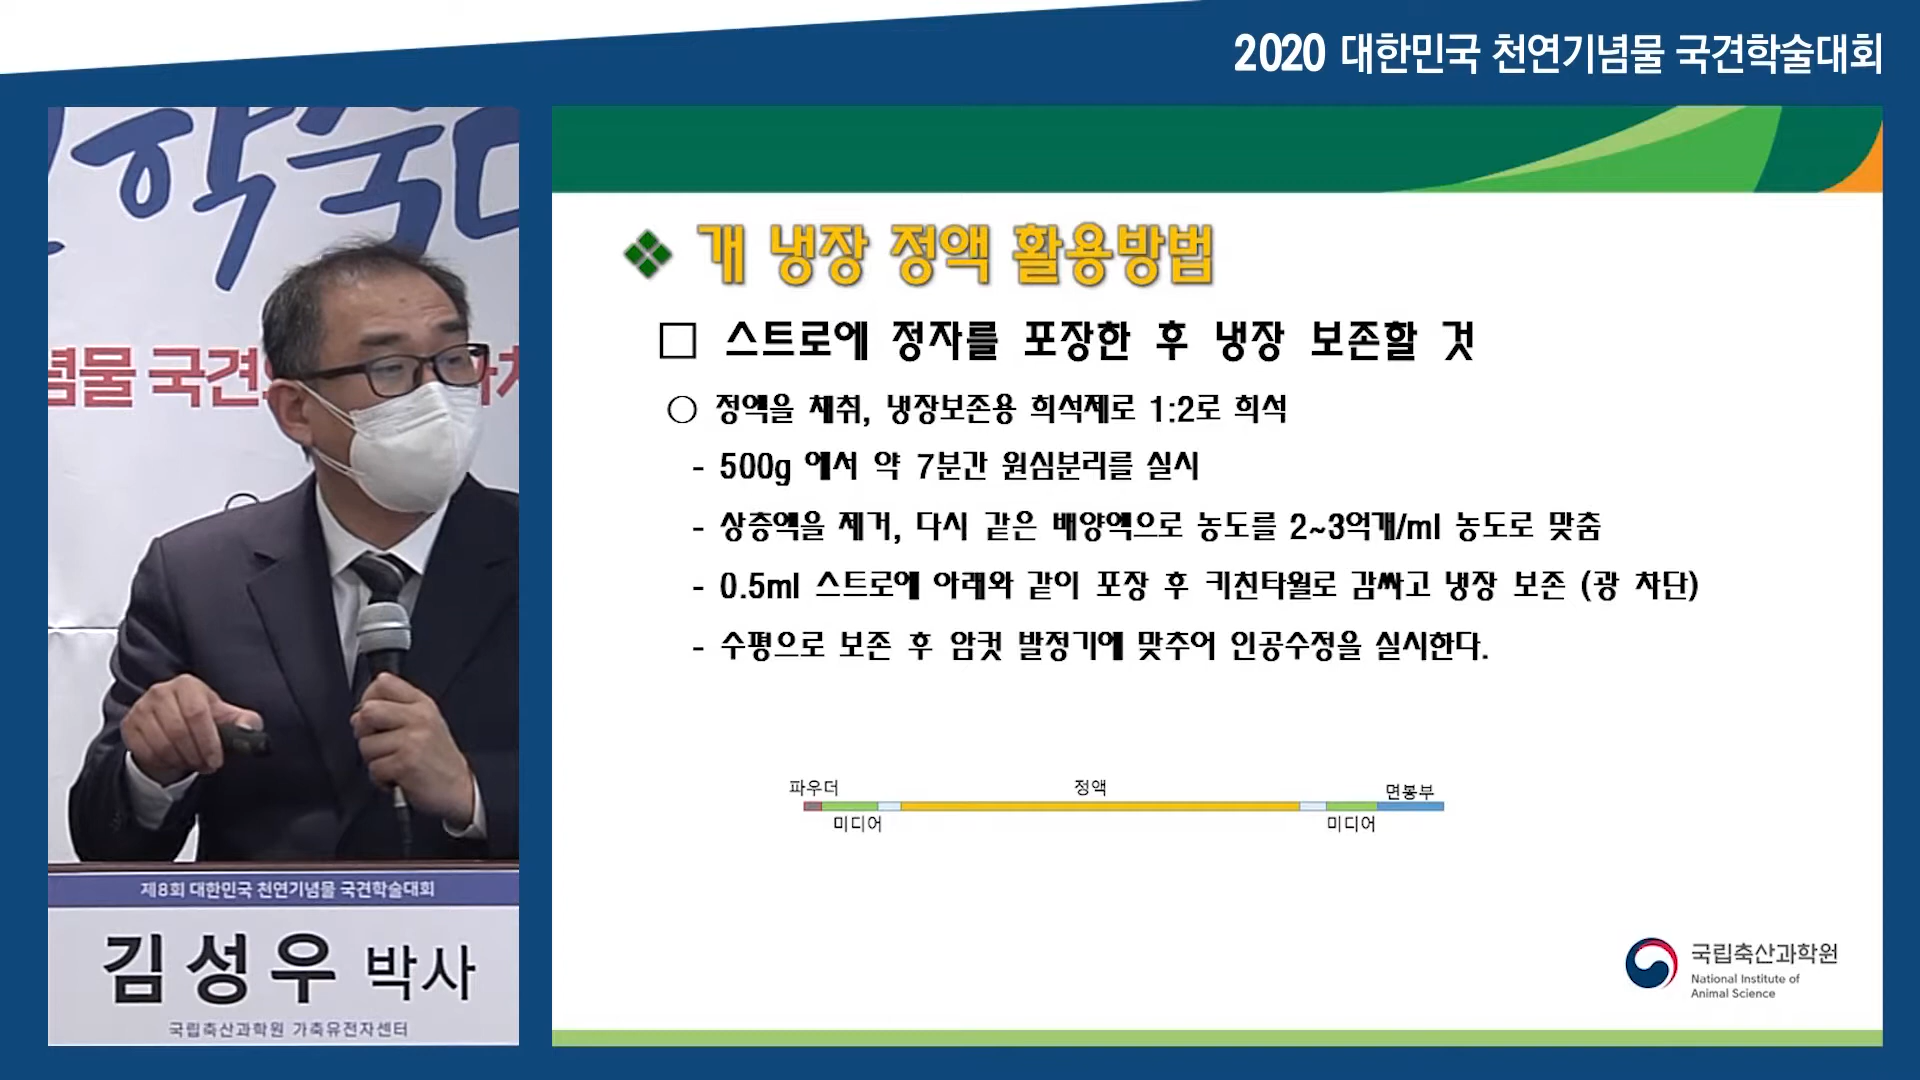 2020 대한민국 천연기념물 국견학술대회
학술대
념물 국견
❖ 개 냉장 정액 활용방법
□ 스트로에 정자를 포장한 후 냉장 보존할 것
○ 정액을 채취, 냉장보존용 희석제로 1:2로 희석
- 500g 에서 약 7분간 원심분리를 실시
- 상층액을 제거, 다시 같은 배양액으로 농도를 2~3억개/ml 농도로 맞춤
- 0.5ml 스트로에 아래와 같이 포장 후 키친타월로 감싸고 냉장 보존 (광 차단)
- 수평으로 보존 후 암컷 발정기에 맞추어 인공수정을 실시한다.
파우더
정액
면봉부
미디어
미디어
제8회 대한민국 천연기념물 국견학술대회
김성우 박사
국립축산과학원 가축유전자센터
국립축산과학원
National Institute of
Animal Science